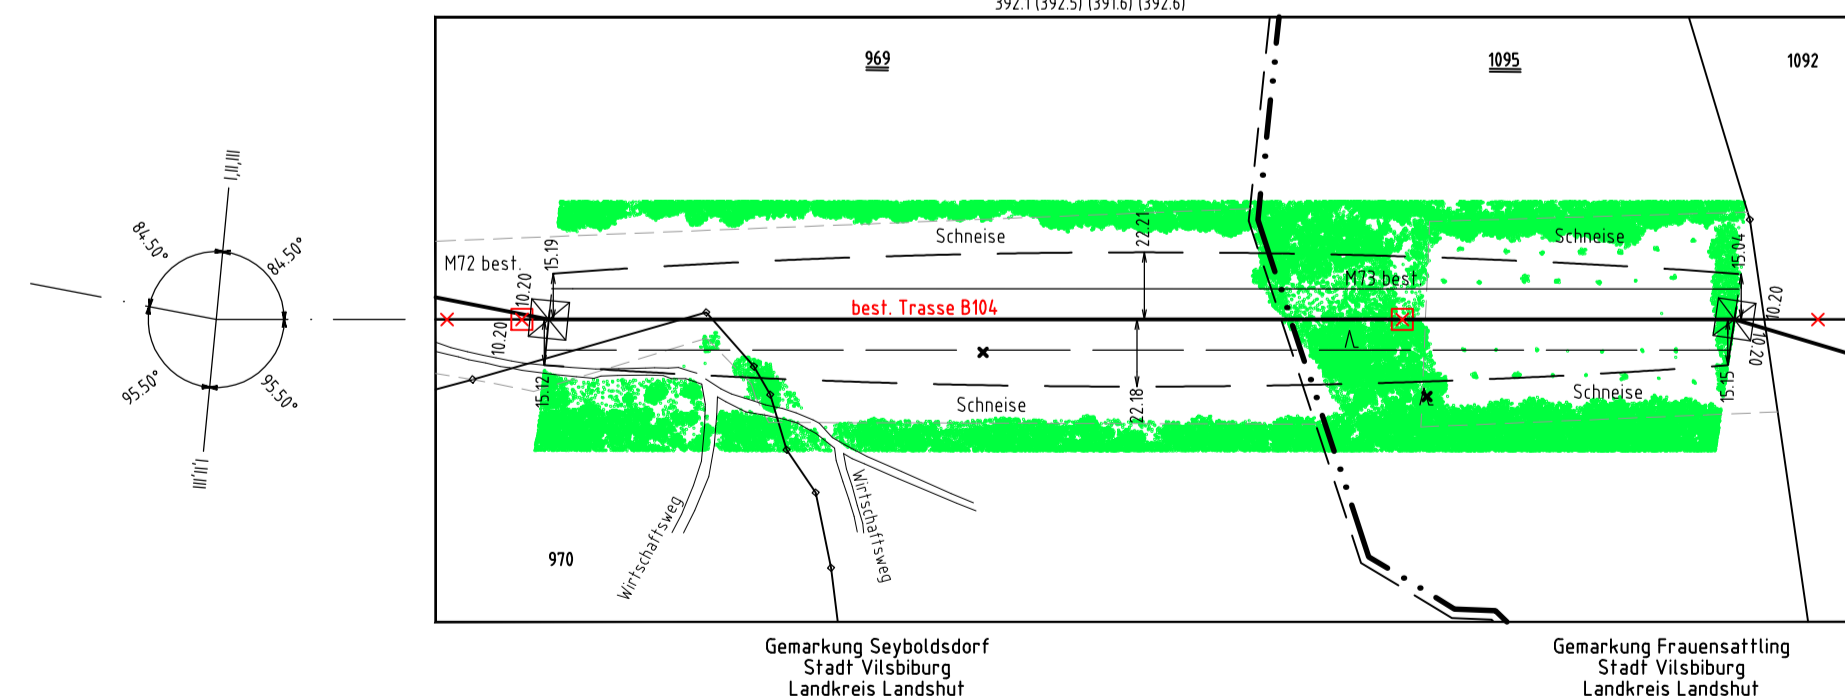 392.1 (392.5) (391.6) (392.6)
969
1095
1092
I,II,III
84.50°
84.50°
95.50°
95.50°
I,II,III
Schneise
Schneise
M72 best.
15.19
22.21
15.04
M73 best.
10.20
best. Trasse B104
10.20
10.20
10.20
15.12
Schneise
22.18
Schneise
15.15
Wirtschaftsweg
Wirtschaftsweg
970
Gemarkung Seyboldsdorf
Stadt Vilsbiburg
Landkreis Landshut
Gemarkung Frauensattling
Stadt Vilsbiburg
Landkreis Landshut